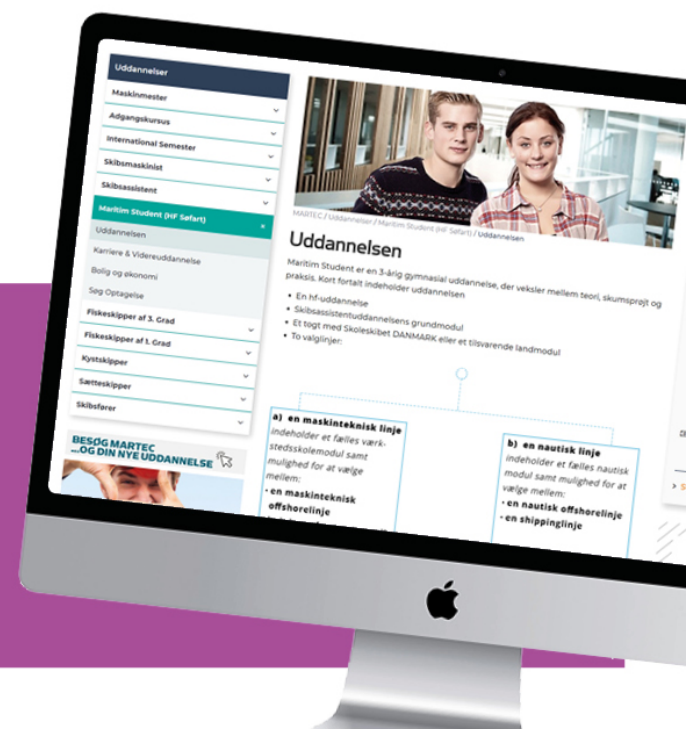 Uddannelser
Maskinmester
Adgangskursus
International Semester
Skibsmaskinist
Skibsassistent
Maritim Student (HF Søfart)
Uddannelsen
Karriere & Videreuddannelse
Bolig og økonomi
Søg Optagelse
Fiskeskipper af 3. Grad
Fiskeskipper af 1. Grad
Kystskipper
Sætteskipper
Skibsfører
BESØG MARTEC
...OG DIN NYE UDDANNELSE
MARTEC / Uddannelser / Maritim Student (HF Søfart) / Uddannelsen
Uddannelsen
Maritim Student er en 3-årig gymnasial uddannelse, der veksler mellem teori, skumsprøjt og
praksis. Kort fortalt indeholder uddannelsen
• En hf-uddannelse
• Skibsassistentuddannelsens grundmodul
• Et togt med Skoleskibet DANMARK eller et tilsvarende landmodul
• To valglinjer:
a) en maskinteknisk linje
indeholder et fælles værk-
stedsskolemodul samt
mulighed for at vælge
mellem:
- en maskinteknisk
offshorelinje
b) en nautisk linje
indeholder et fælles nautisk
modul samt mulighed for at
vælge mellem:
- en nautisk offshorelinje
- en shippinglinje